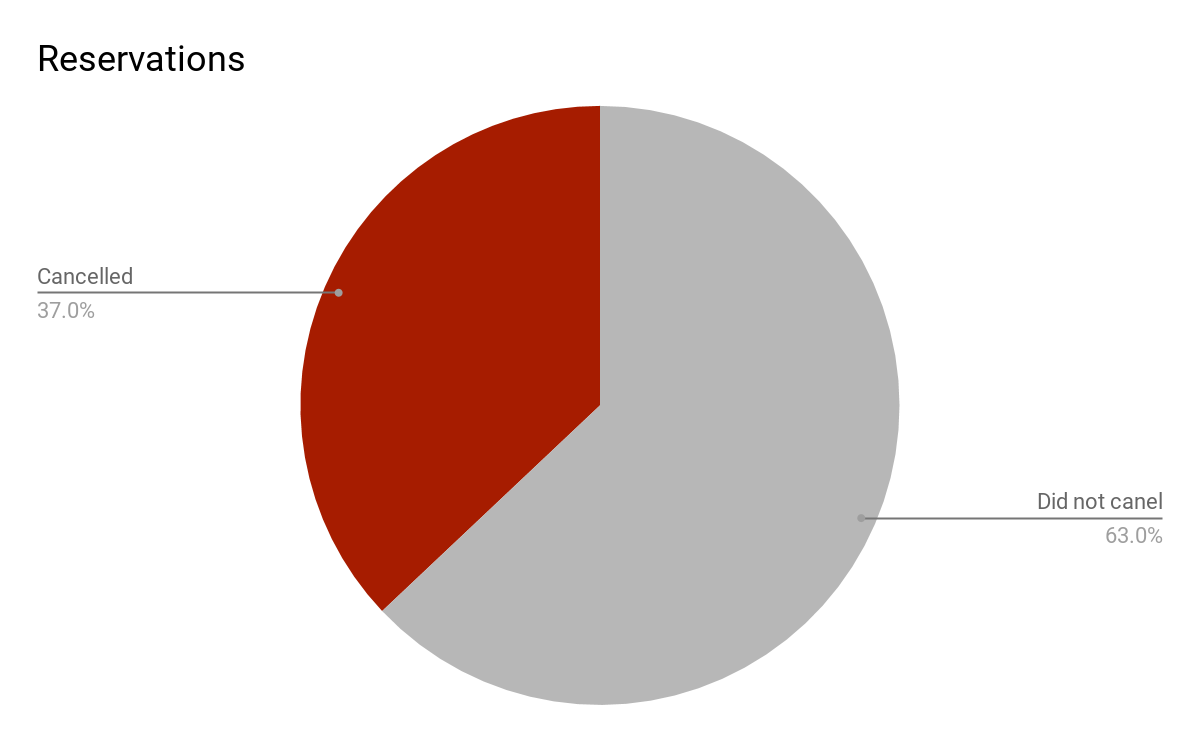 Reservations
Cancelled
37.0%
Did not canel
63.0%